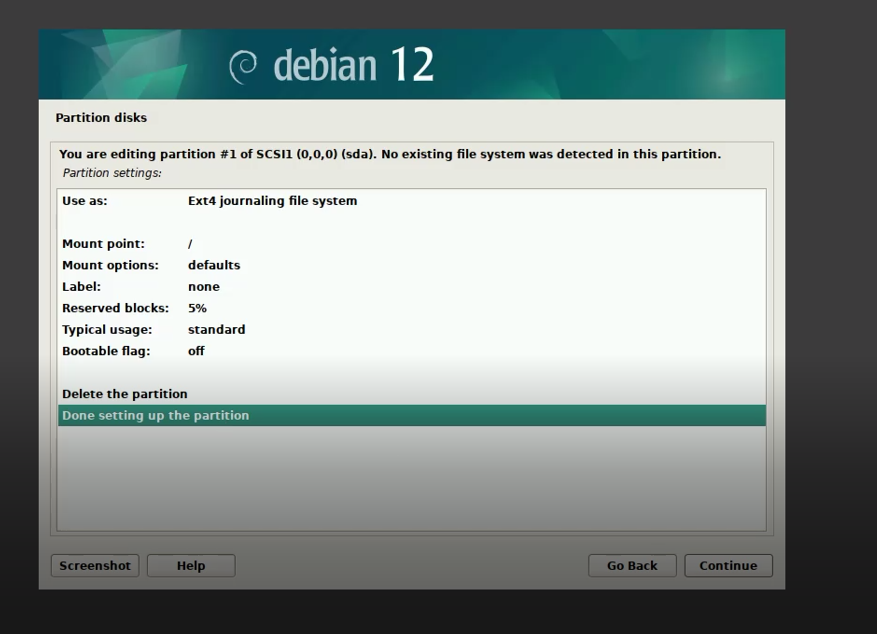 debian 12
Partition disks
You are editing partition #1 of SCSI1 (0,0,0) (sda). No existing file system was detected in this partition.
Partition settings:
Use as: Ext4 journaling file system
Mount point: /
Mount options: defaults
Label: none
Reserved blocks: 5%
Typical usage: standard
Bootable flag: off
Delete the partition
Done setting up the partition
Screenshot Help Go Back Continue